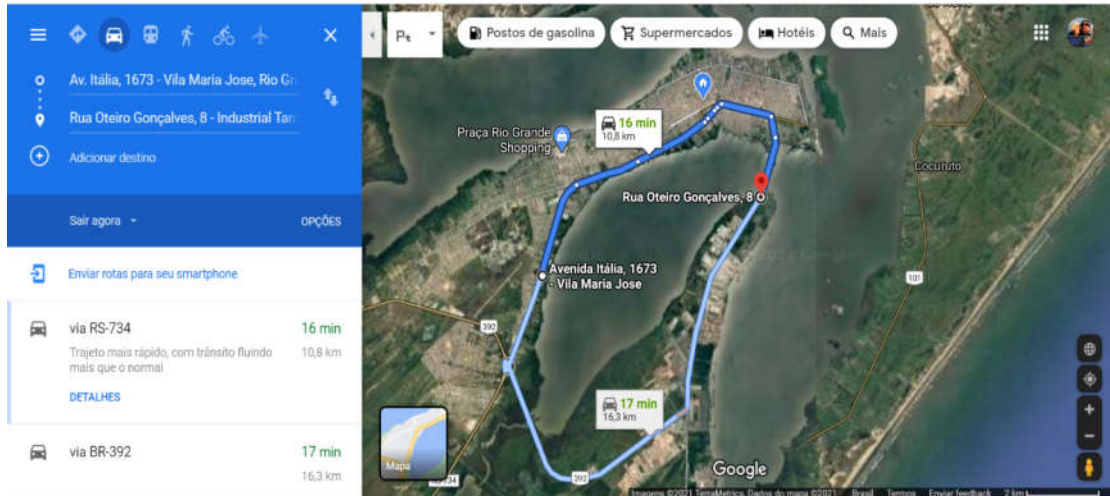 Av. Itália, 1673 - Vila Maria Jose, Rio Gr
Rua Oteiro Gonçalves, 8 - Industrial
Adicionar destino
Sair agora
OPÇÕES
Enviar rotas para seu smartphone
via RS-734
16 min
Trajeto mais rápido, com trânsito fluindo
10,8 km
mais que o normal
DETALHES
via BR-392
17 min
16,3 km
Postos de gasolina
Supermercados
Hotéis
Mais
16 min
10,8 km
Praça Rio Grande
Shopping
Cocuruto
Rua Oteiro Gonçalves, 8
Avenida Itália, 1673
- Vila Maria Jose
101
392
17 min
16,3 km
392
Mapa
734
Google
Imagens ©2021 TerraMetrics, Dados do mapa ©2021
Brasil
Termos
Enviar feedback
2 km